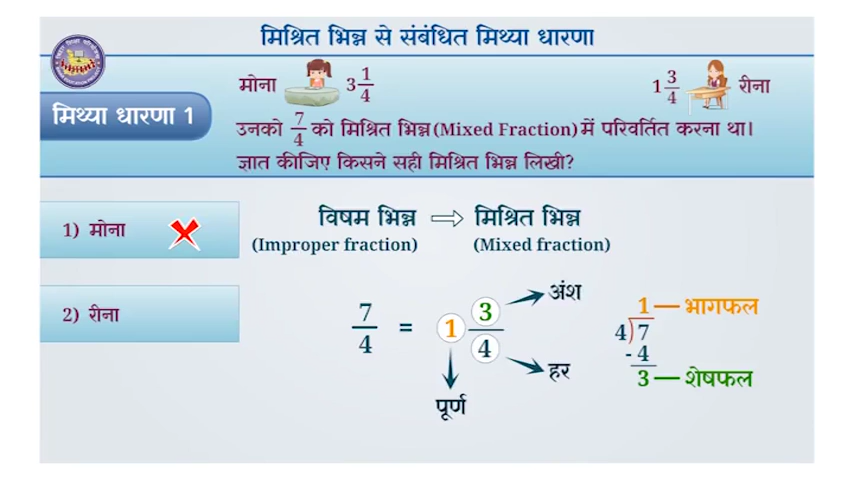 मिश्रित भिन्न से संबंधित मिथ्या धारणा
मिथ्या धारणा 1
मोना 3 1/4 1 3/4 रीना
उनको 7/4 को मिश्रित भिन्न(Mixed Fraction)में परिवर्तित करना था।
ज्ञात कीजिए किसने सही मिश्रित भिन्न लिखी?
1) मोना
2) रीना
विषम भिन्न ⇨ मिश्रित भिन्न
(Improper fraction) (Mixed fraction)
7/4 = 1 3/4
अंश
हर
पूर्ण
1 — भागफल
4)7
-4
3 — शेषफल